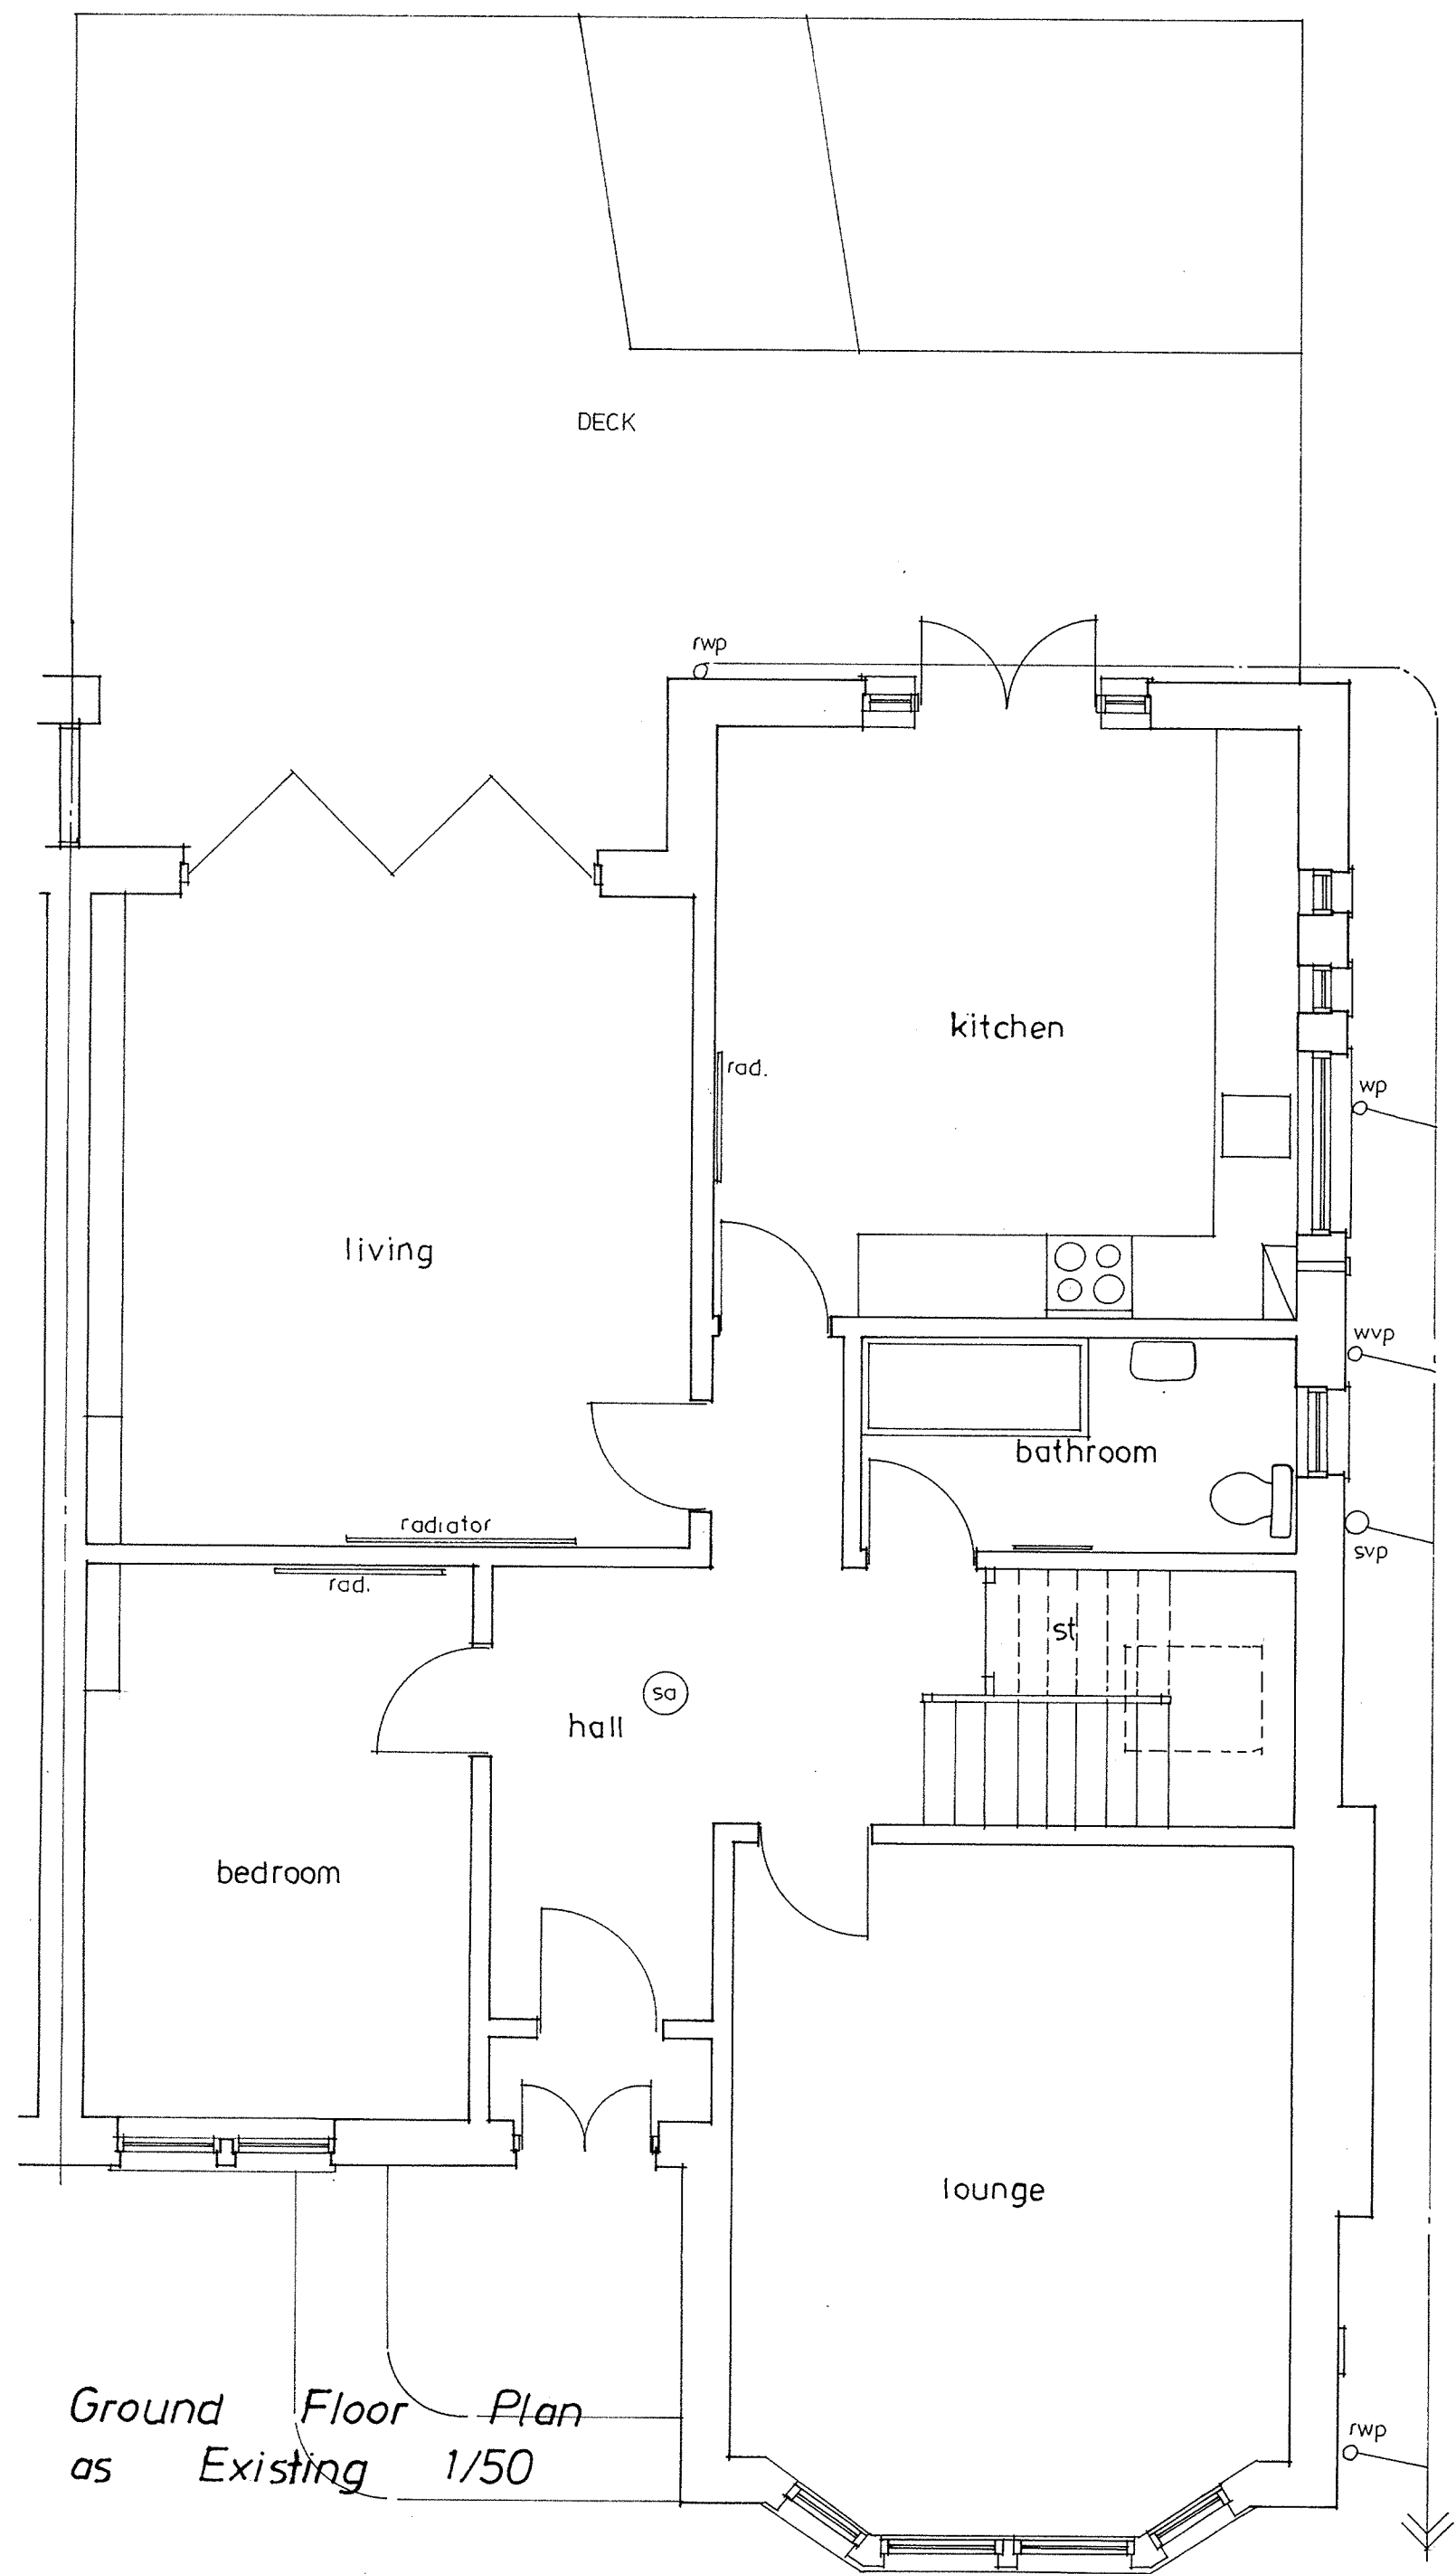 DECK
rwp
kitchen
rad.
wp
living
wvp
bathroom
radiator
svp
rad.
st
sa
hall
bedroom
lounge
Ground Floor Plan
as Existing 1/50
rwp